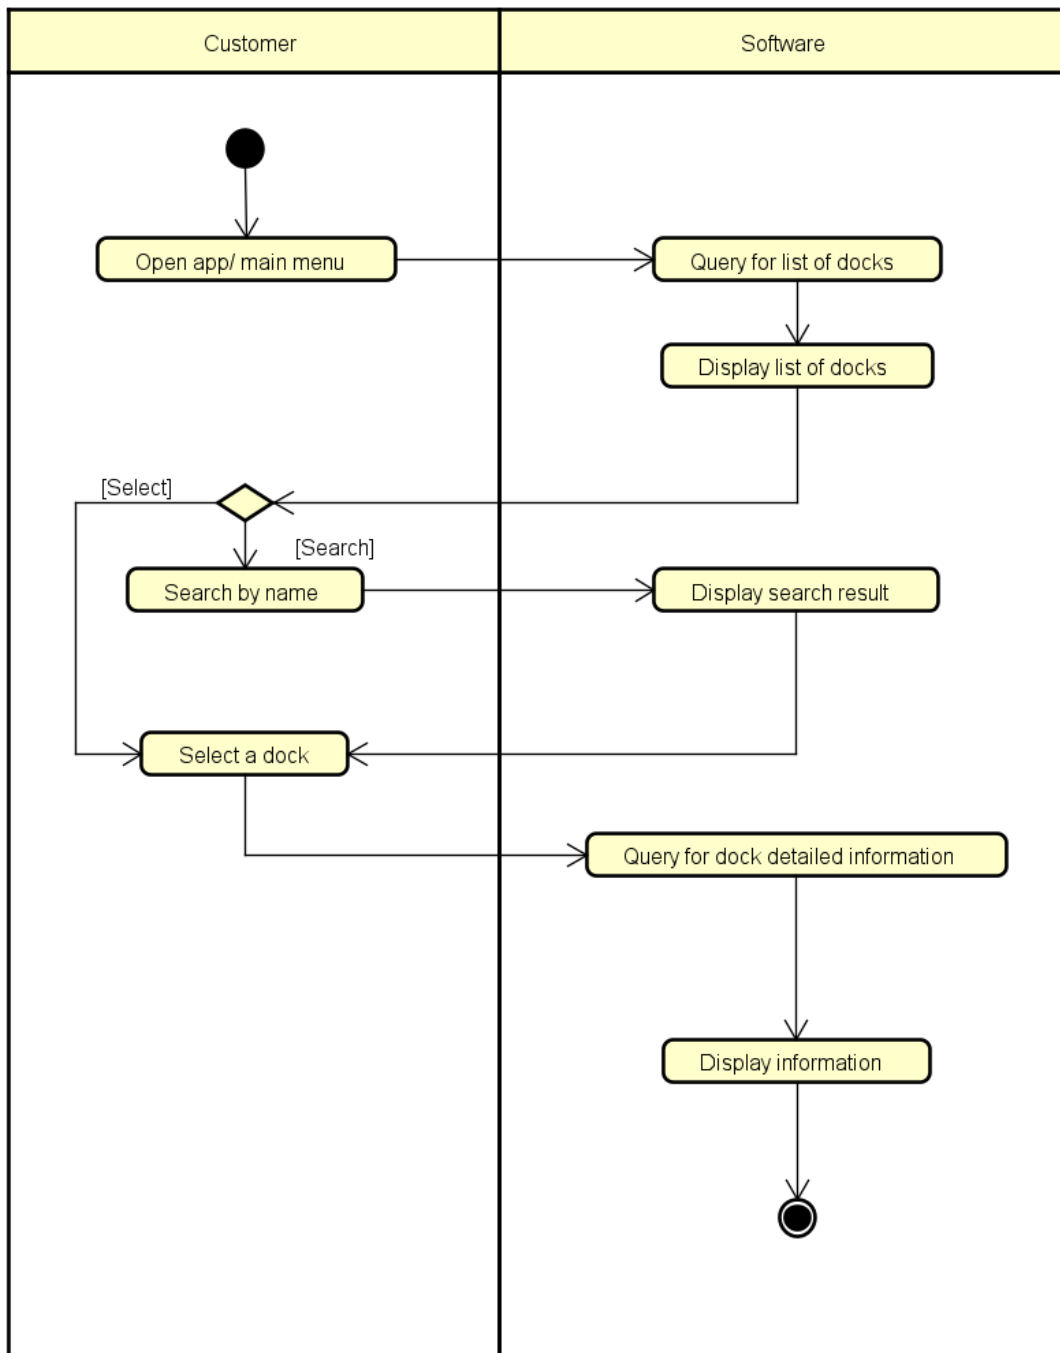 Customer
Software
Open app/ main menu
Query for list of docks
Display list of docks
[Select]
[Search]
Search by name
Display search result
Select a dock
Query for dock detailed information
Display information